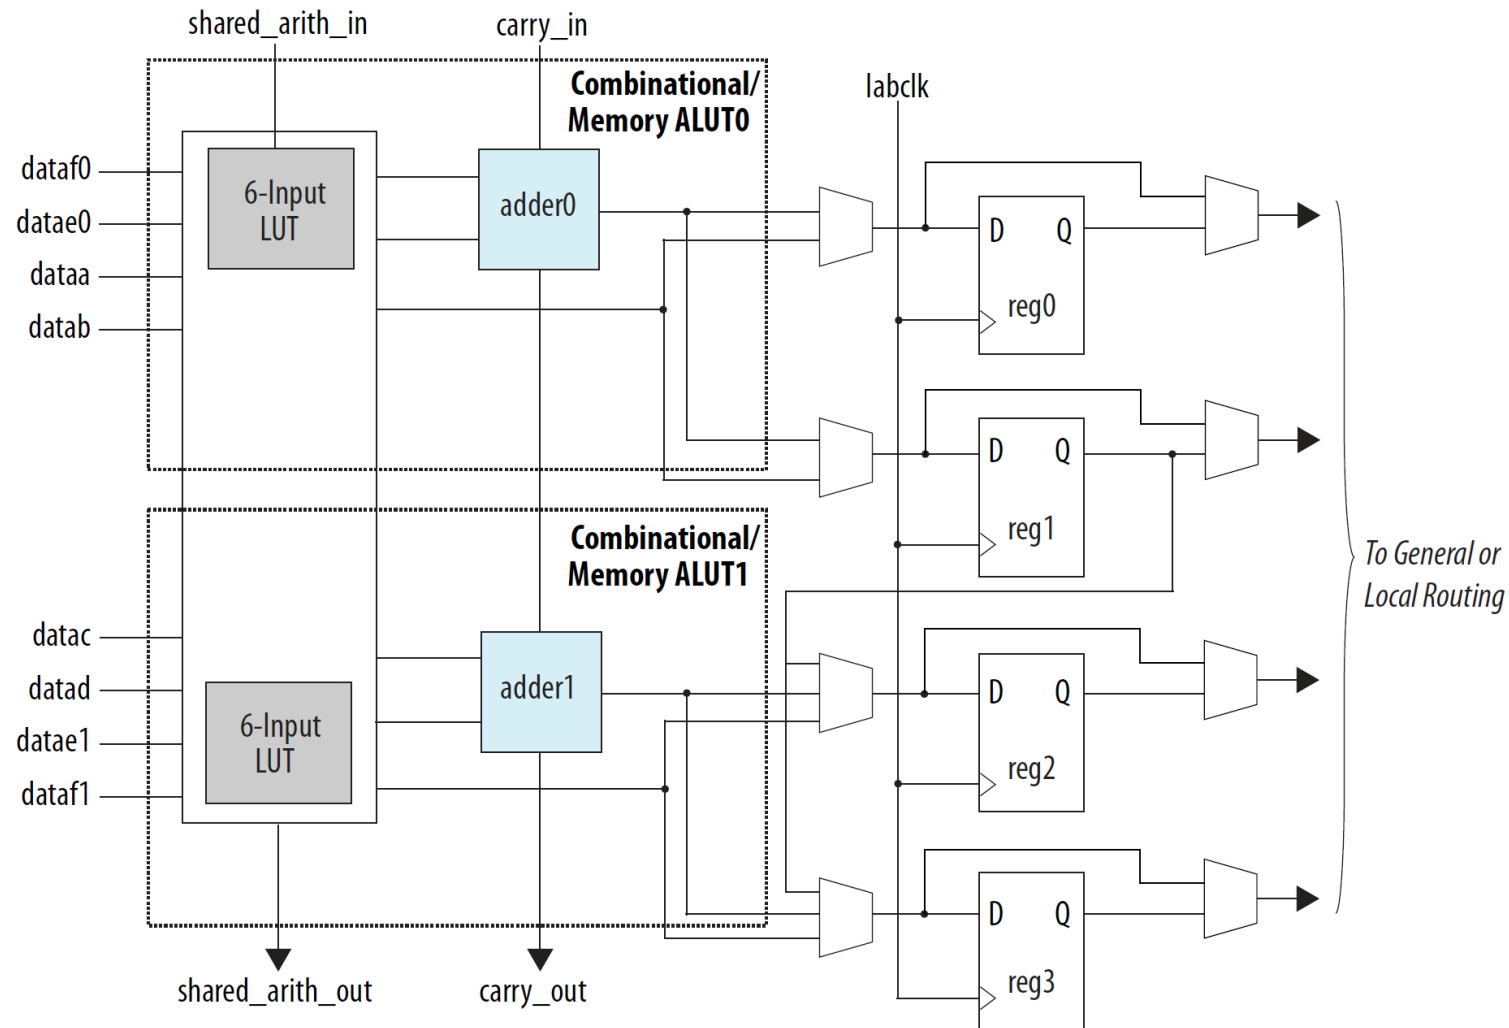 shared_arith_in
carry_in
Combinational/
Memory ALUT0
labclk
dataf0
datae0
dataa
datab
6-Input
LUT
adder0
D Q
reg0
D Q
reg1
Combinational/
Memory ALUT1
To General or
Local Routing
datac
datad
datae1
dataf1
6-Input
LUT
adder1
D Q
reg2
D Q
reg3
shared_arith_out
carry_out